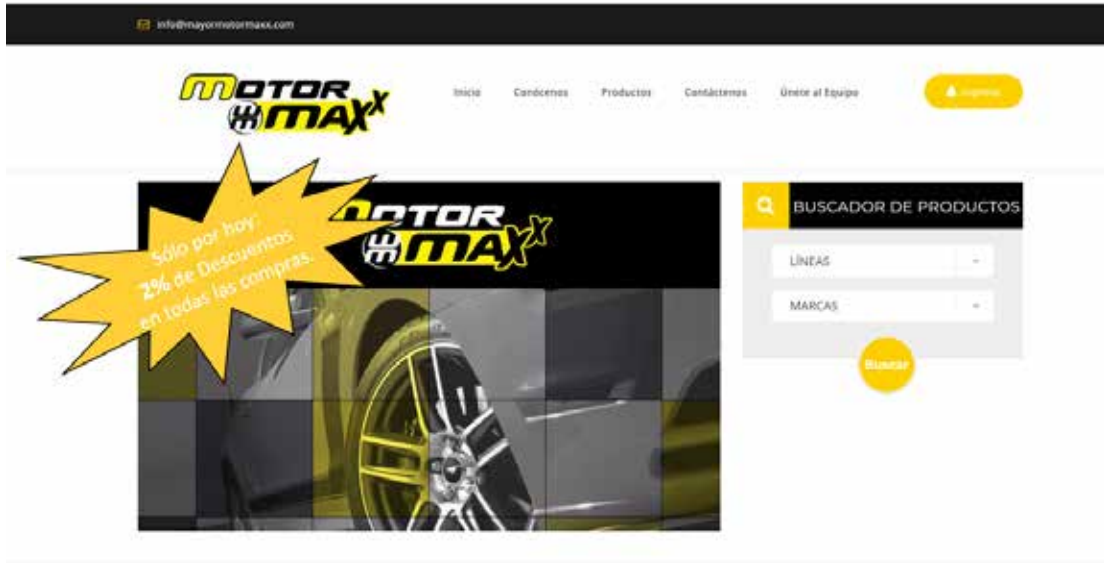 info@mayormotormaxx.com
MOTOR
MAXX
Inicio
Conócenos
Productos
Contáctenos
Únete al Equipo
Ingresar
Sólo por hoy:
2% de Descuentos
en todas las compras.
MOTOR
MAXX
BUSCADOR DE PRODUCTOS
LÍNEAS
MARCAS
Buscar